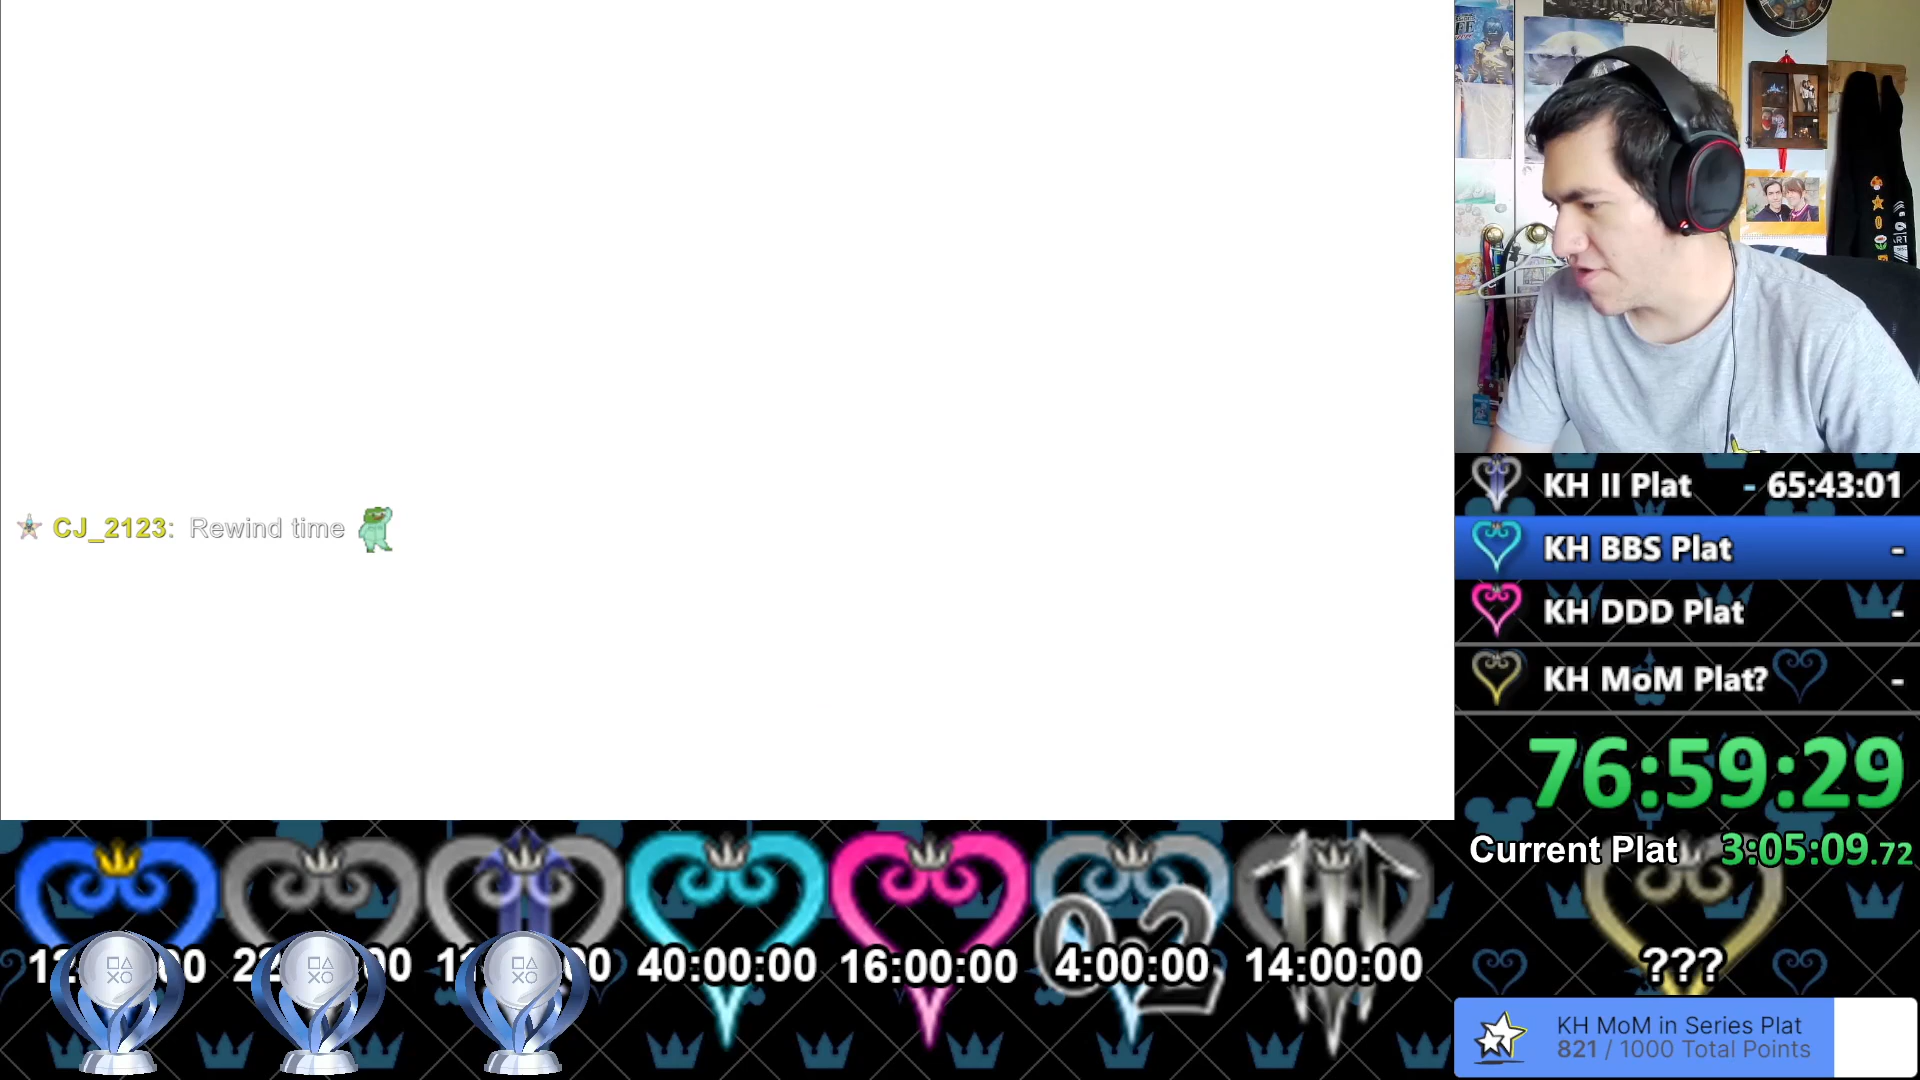 CJ_2123: Rewind time
KH II Plat - 65:43:01
KH BBS Plat -
KH DDD Plat -
KH MoM Plat? -
76:59:29
Current Plat 3:05:09.72
40:00:00
16:00:00
02
4:00:00
14:00:00
???
KH MoM in Series Plat
821 / 1000 Total Points